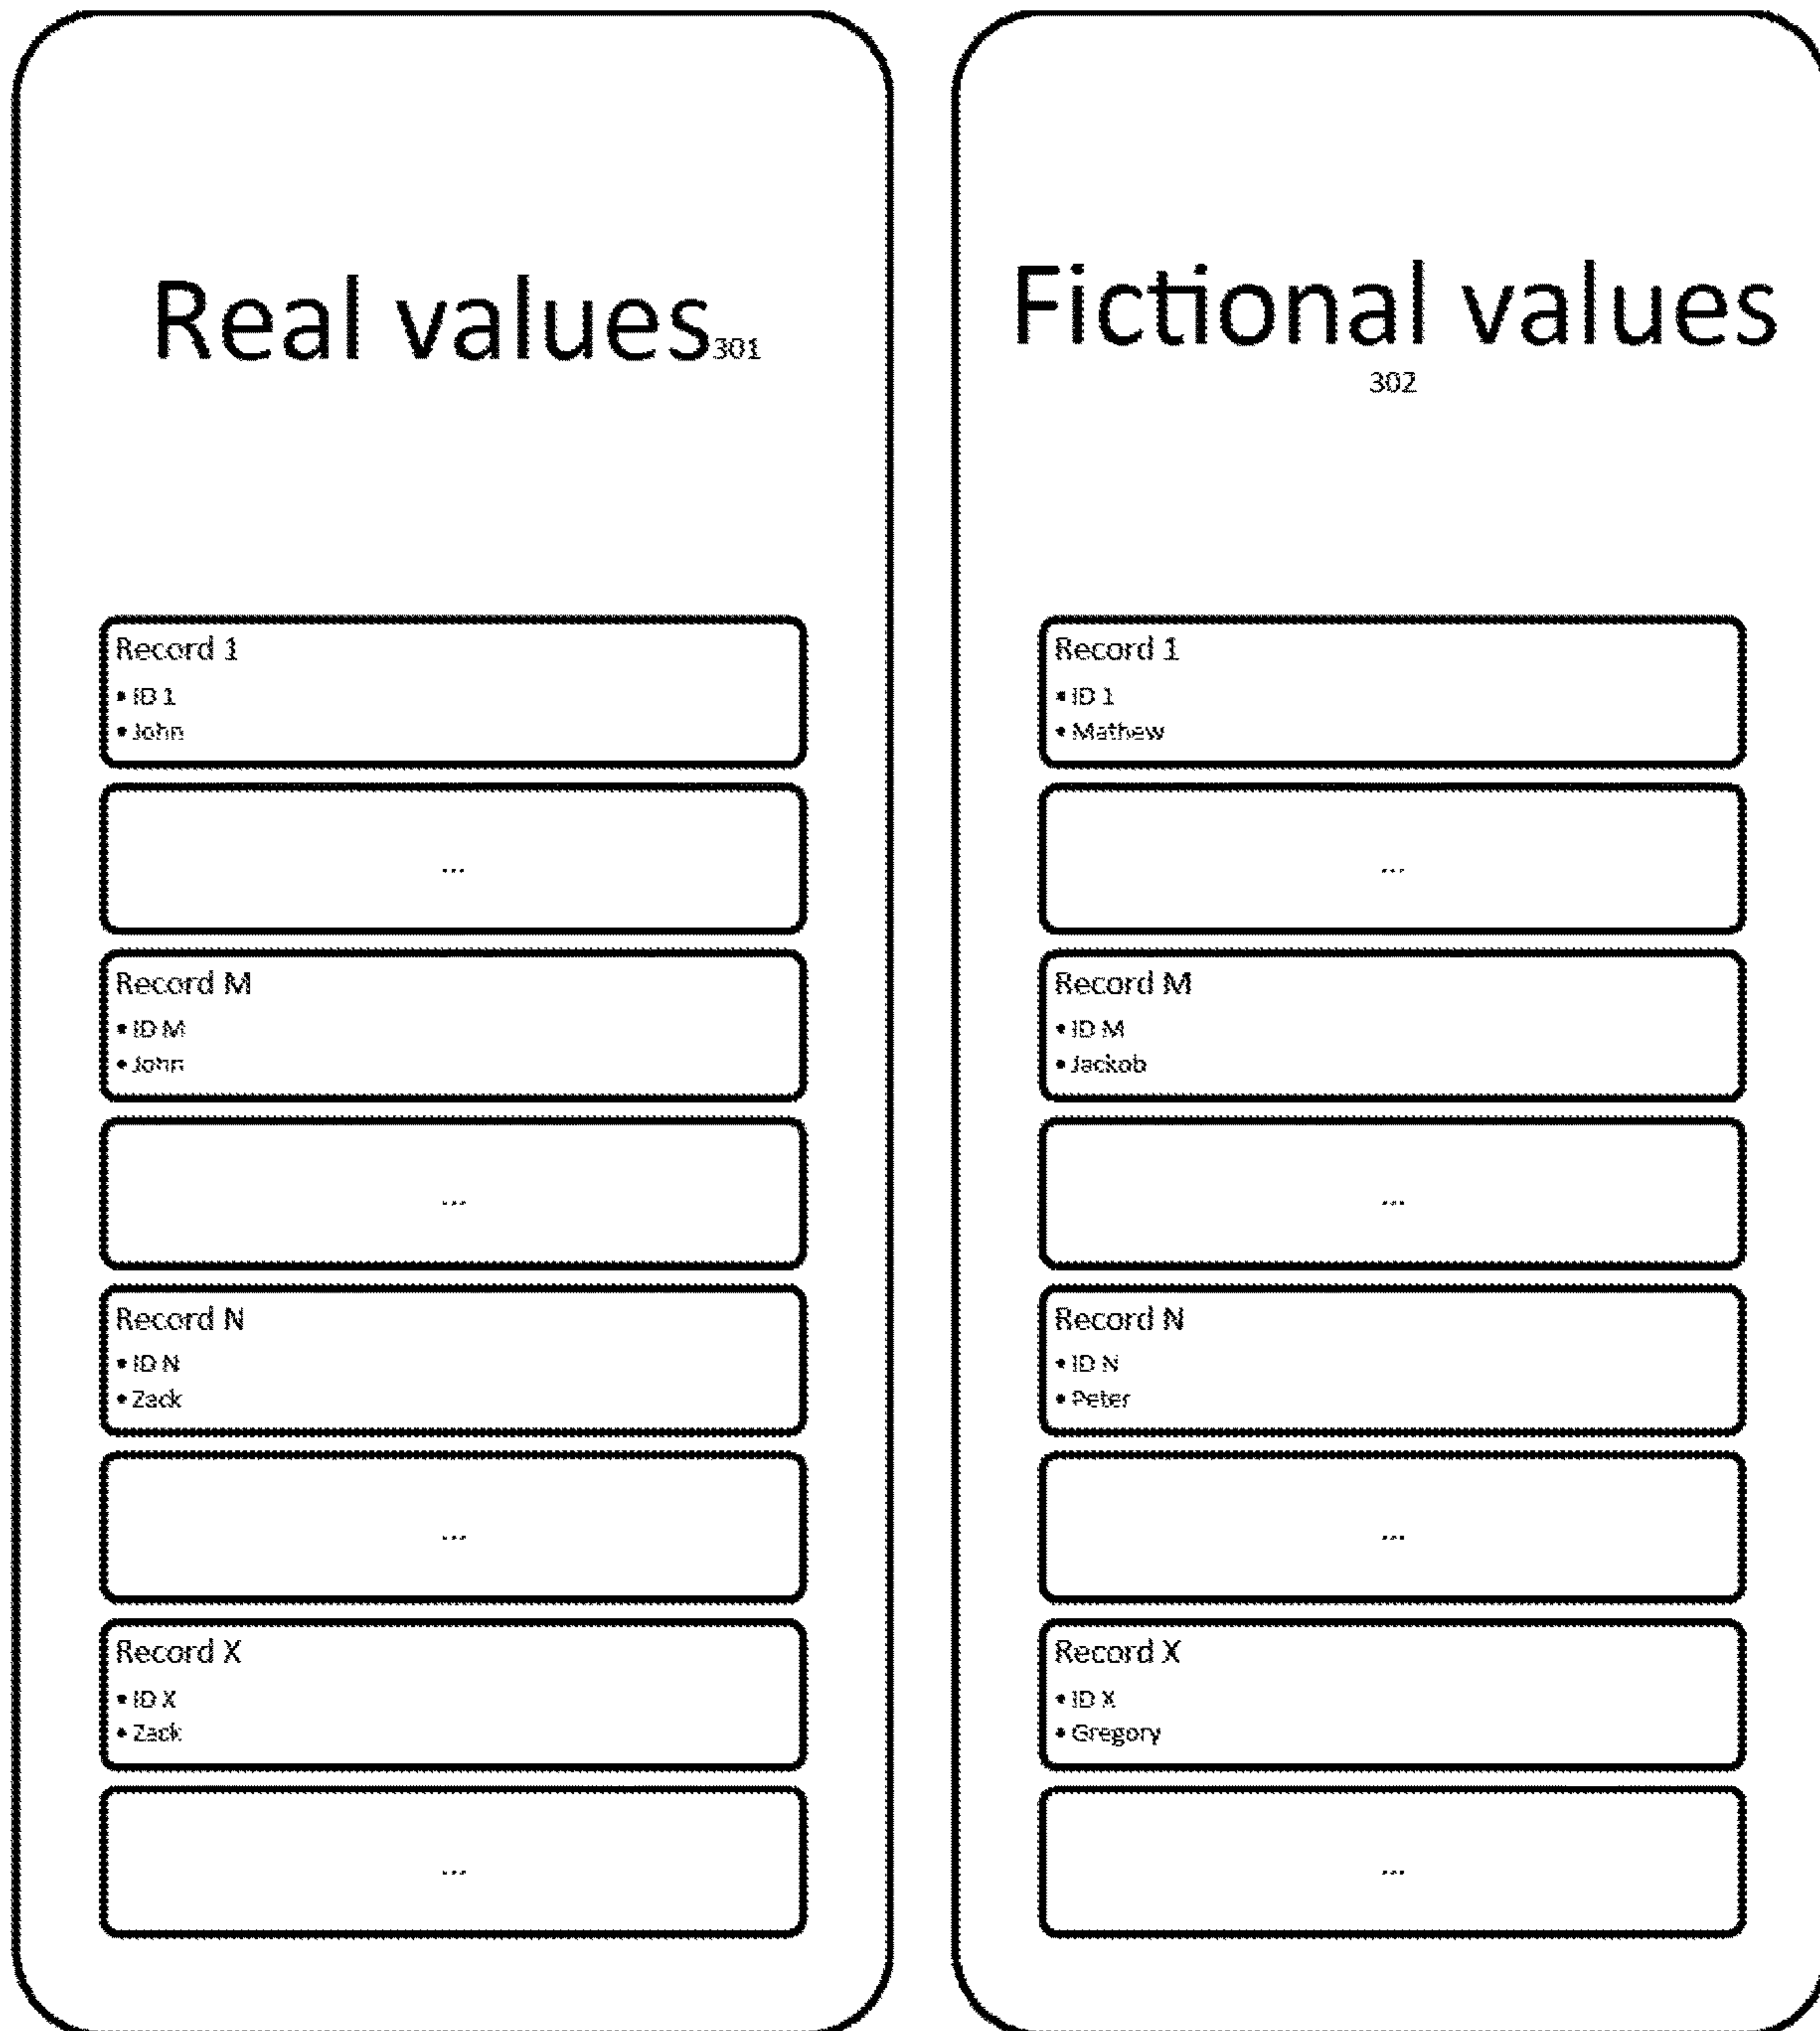 Real values301
Record 1
• ID 1
• John
...
Record M
• ID M
• John
...
Record N
• ID N
• Zack
...
Record X
• ID X
• Zack
...
Fictional values
302
Record 1
• ID 1
• Mathew
...
Record M
• ID M
• Jackob
...
Record N
• ID N
• Peter
...
Record X
• ID X
• Gregory
...